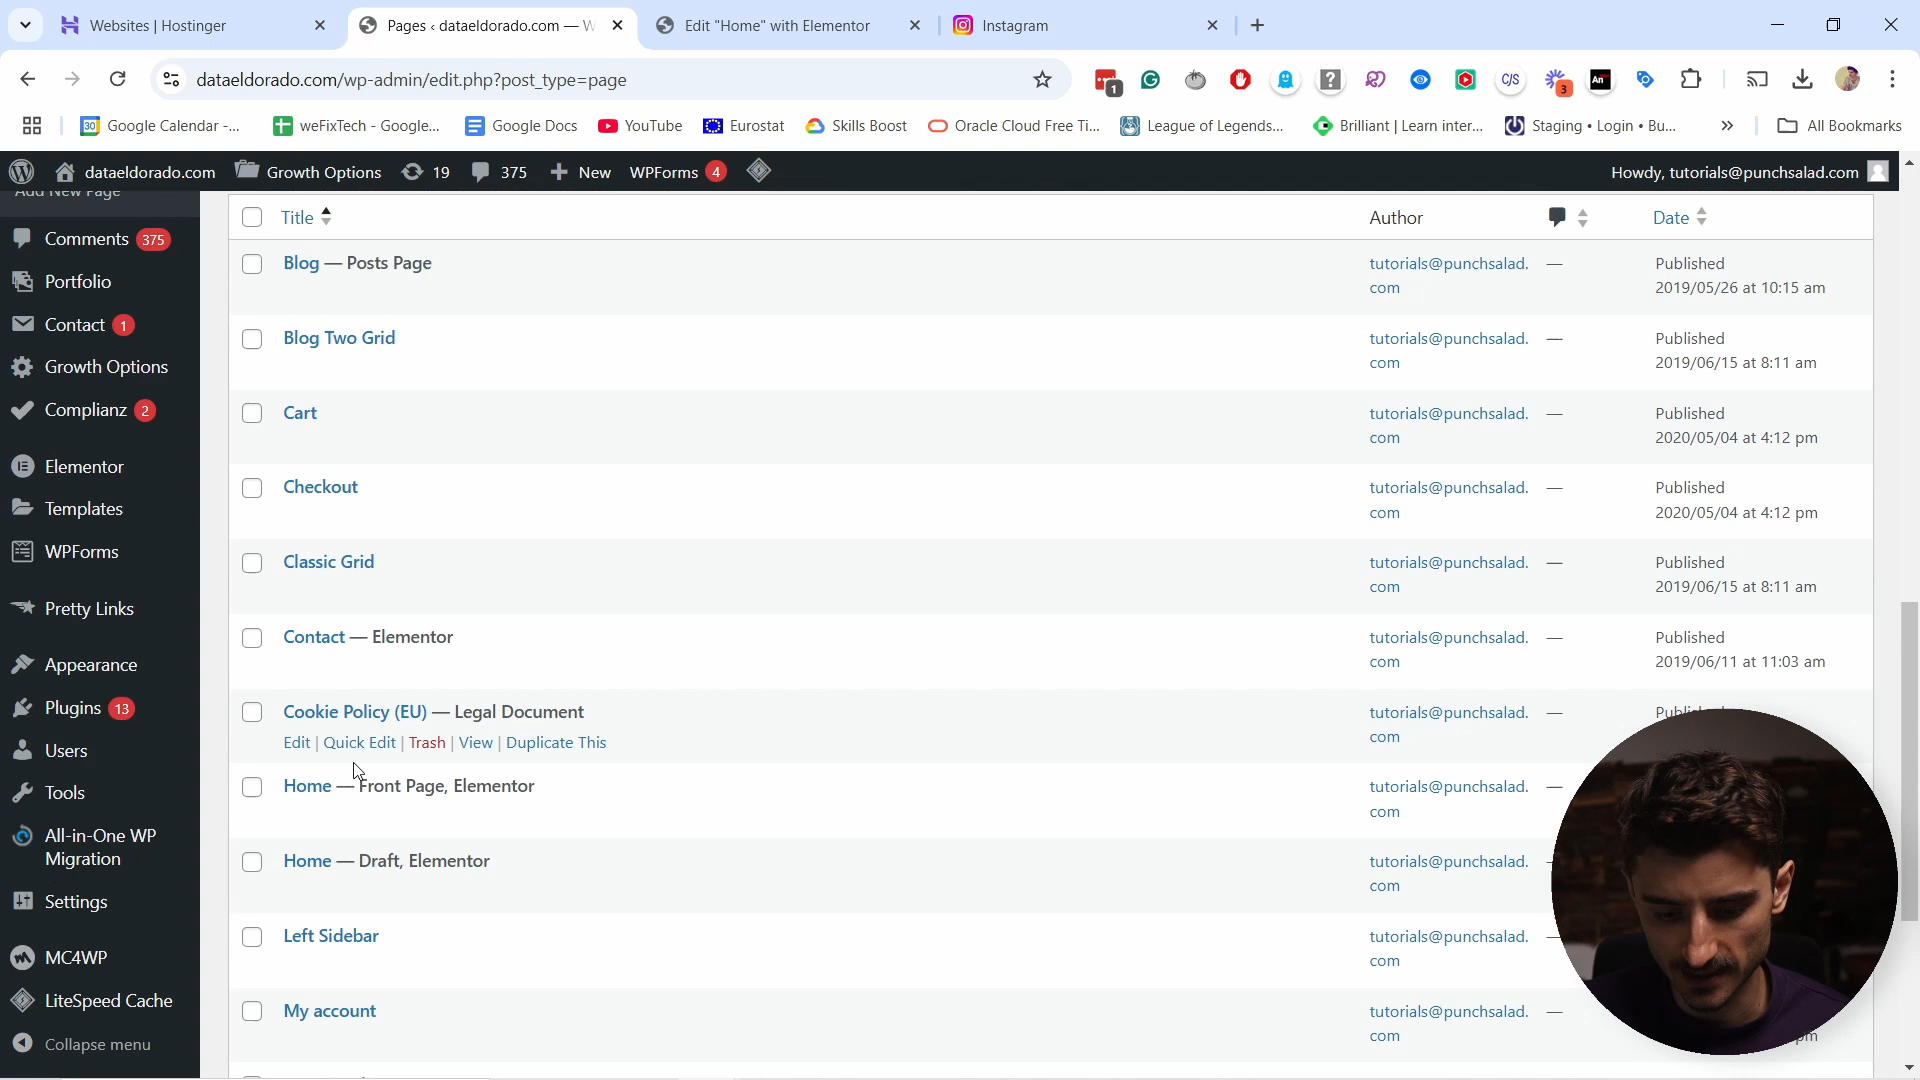 Websites | Hostinger
Pages ‹ dataeldorado.com — W
Edit "Home" with Elementor
Instagram
dataeldorado.com/wp-admin/edit.php?post_type=page
1
C/S
3
An
Google Calendar -...
weFixTech - Google...
Google Docs
YouTube
Eurostat
Skills Boost
Oracle Cloud Free Ti...
League of Legends...
Brilliant | Learn inter...
Staging • Login • Bu...
All Bookmarks
dataeldorado.com
Growth Options
19
375
New
WPForms 4
Howdy, tutorials@punchsalad.com
Add New Page
Comments 375
Portfolio
Contact 1
Growth Options
Complianz 2
Elementor
Templates
WPForms
Pretty Links
Appearance
Plugins 13
Users
Tools
All-in-One WP
Migration
Settings
MC4WP
LiteSpeed Cache
Collapse menu
Title
Author
Date
Blog — Posts Page
tutorials@punchsalad.
com
—
Published
2019/05/26 at 10:15 am
Blog Two Grid
tutorials@punchsalad.
com
—
Published
2019/06/15 at 8:11 am
Cart
tutorials@punchsalad.
com
—
Published
2020/05/04 at 4:12 pm
Checkout
tutorials@punchsalad.
com
—
Published
2020/05/04 at 4:12 pm
Classic Grid
tutorials@punchsalad.
com
—
Published
2019/06/15 at 8:11 am
Contact — Elementor
tutorials@punchsalad.
com
—
Published
2019/06/11 at 11:03 am
Cookie Policy (EU) — Legal Document
Edit | Quick Edit | Trash | View | Duplicate This
tutorials@punchsalad.
com
—
Home — Front Page, Elementor
tutorials@punchsalad.
com
—
Home — Draft, Elementor
tutorials@punchsalad.
com
Left Sidebar
tutorials@punchsalad.
com
—
My account
tutorials@punchsalad.
com
—
pm